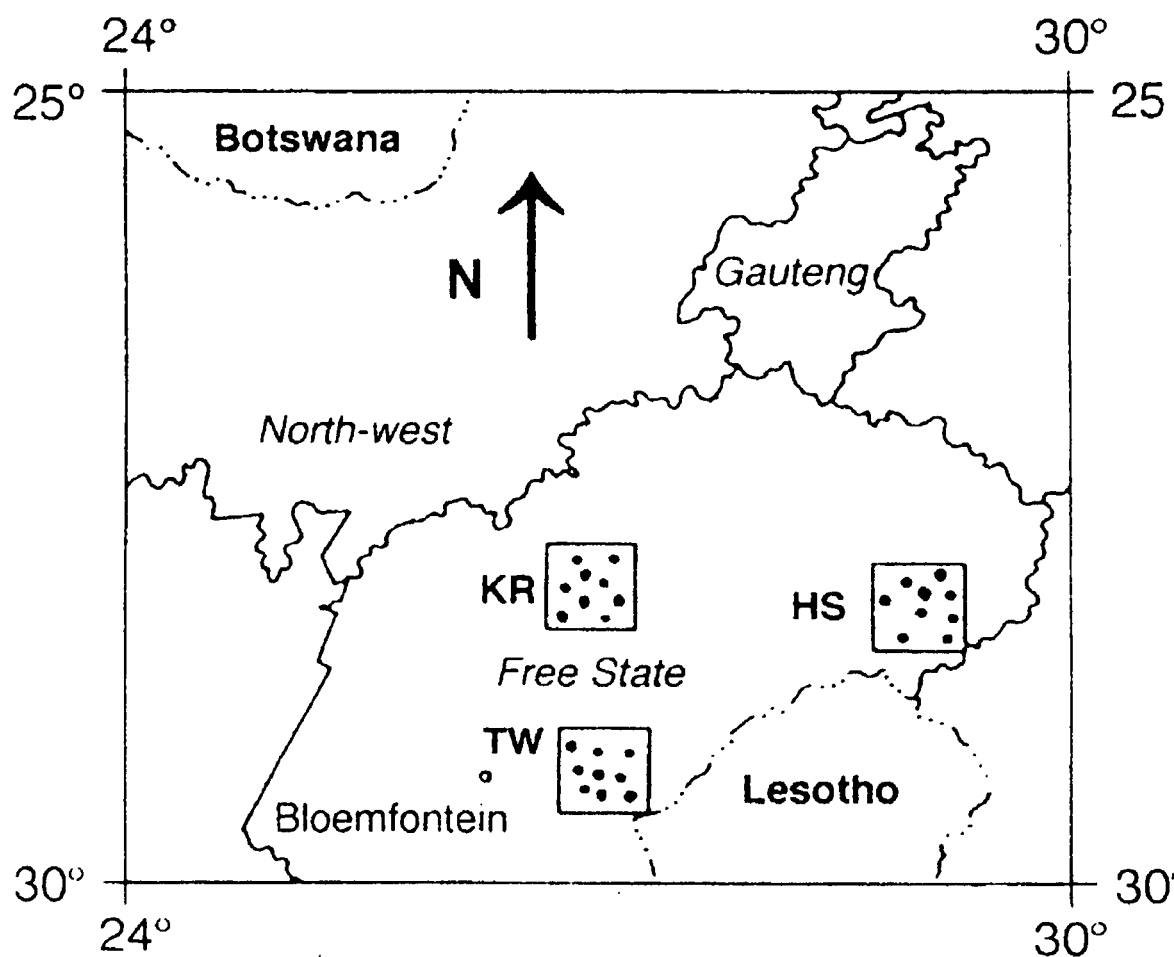 24° 30°
25° 25
Botswana
N
Gauteng
North-west
KR
HS
Free State
TW
Lesotho
Bloemfontein
30° 30°
24° 30°